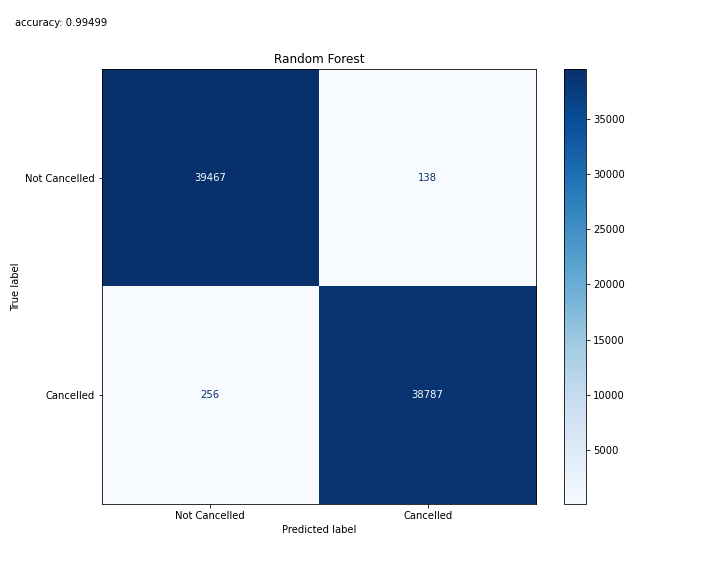 accuracy: 0.99499
Random Forest
Not Cancelled
39467
138
Cancelled
256
38787
Not Cancelled
Cancelled
True label
Predicted label
35000
30000
25000
20000
15000
10000
5000